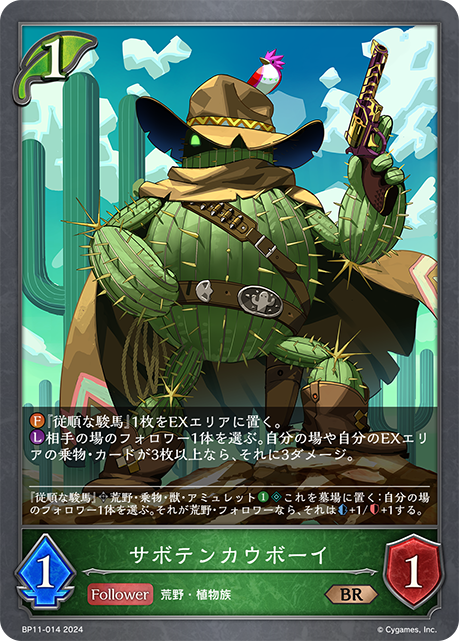 1
F『従順な駿馬』1枚をEXエリアに置く。
L相手の場のフォロワー1体を選ぶ。自分の場や自分のEXエリ
アの乗物・カードが3枚以上なら、それに3ダメージ。
『従順な駿馬』荒野・乗物・獣・アミュレット1 これを墓場に置く:自分の場
のフォロワー1体を選ぶ。それが荒野・フォロワーなら、それは+1/+1する。
サボテンカウボーイ
1
1
Follower 荒野・植物族 BR
BP11-014 2024 © Cygames, Inc.